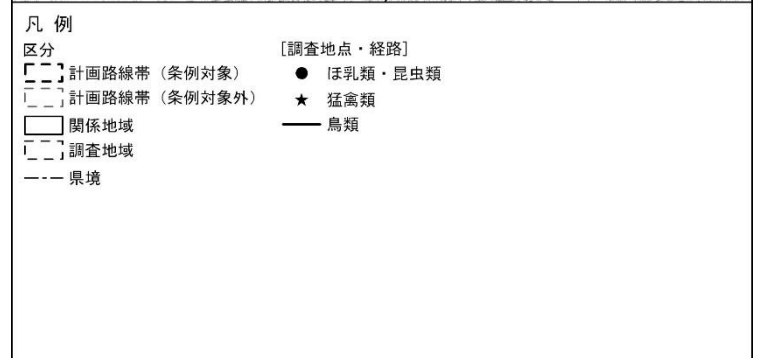 凡 例
区分
計画路線帯（条例対象）
計画路線帯（条例対象外）
関係地域
調査地域
県境
[調査地点・経路]
ほ乳類・昆虫類
猛禽類
鳥類